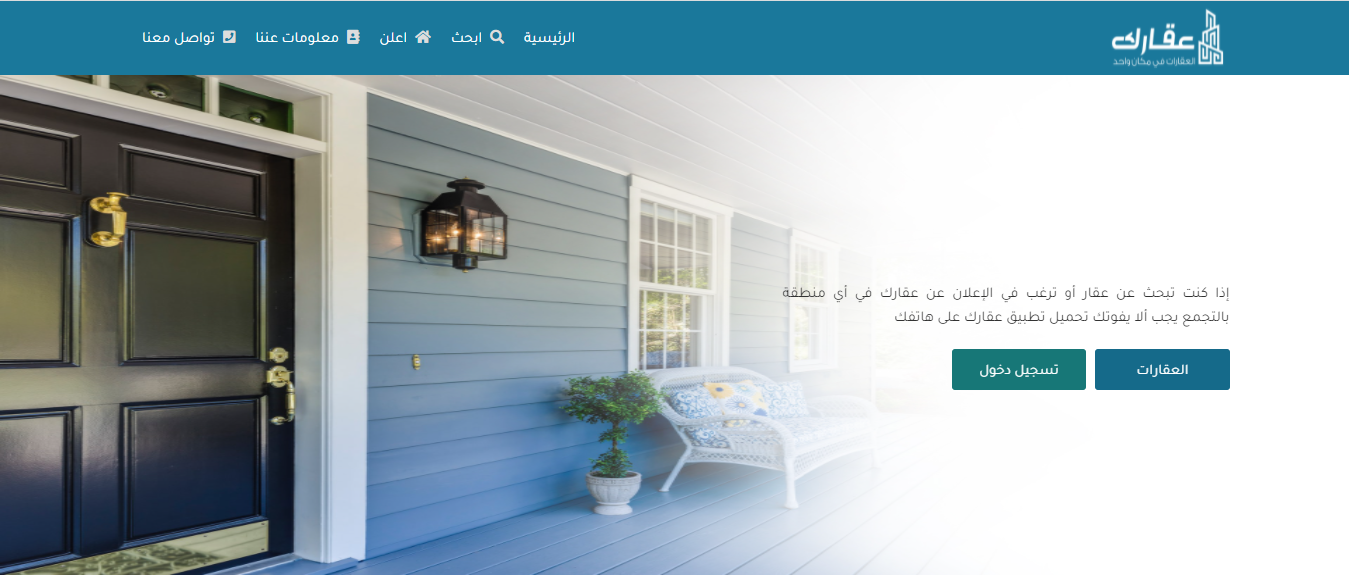 عقارك
العقارات في مكان واحد
الرئيسية ابحث اعلن معلومات عننا تواصل معنا
إذا كنت تبحث عن عقار أو ترغب في الإعلان عن عقارك في أي منطقة
بالتجمع يجب ألا يفوتك تحميل تطبيق عقارك على هاتفك
العقارات تسجيل دخول